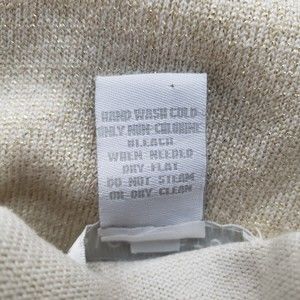 HAND WASH COLD
ONLY NON-CHLORINE
BLEACH
WHEN NEEDED
DRY FLAT
DO NOT STEAM
OR DRY CLEAN